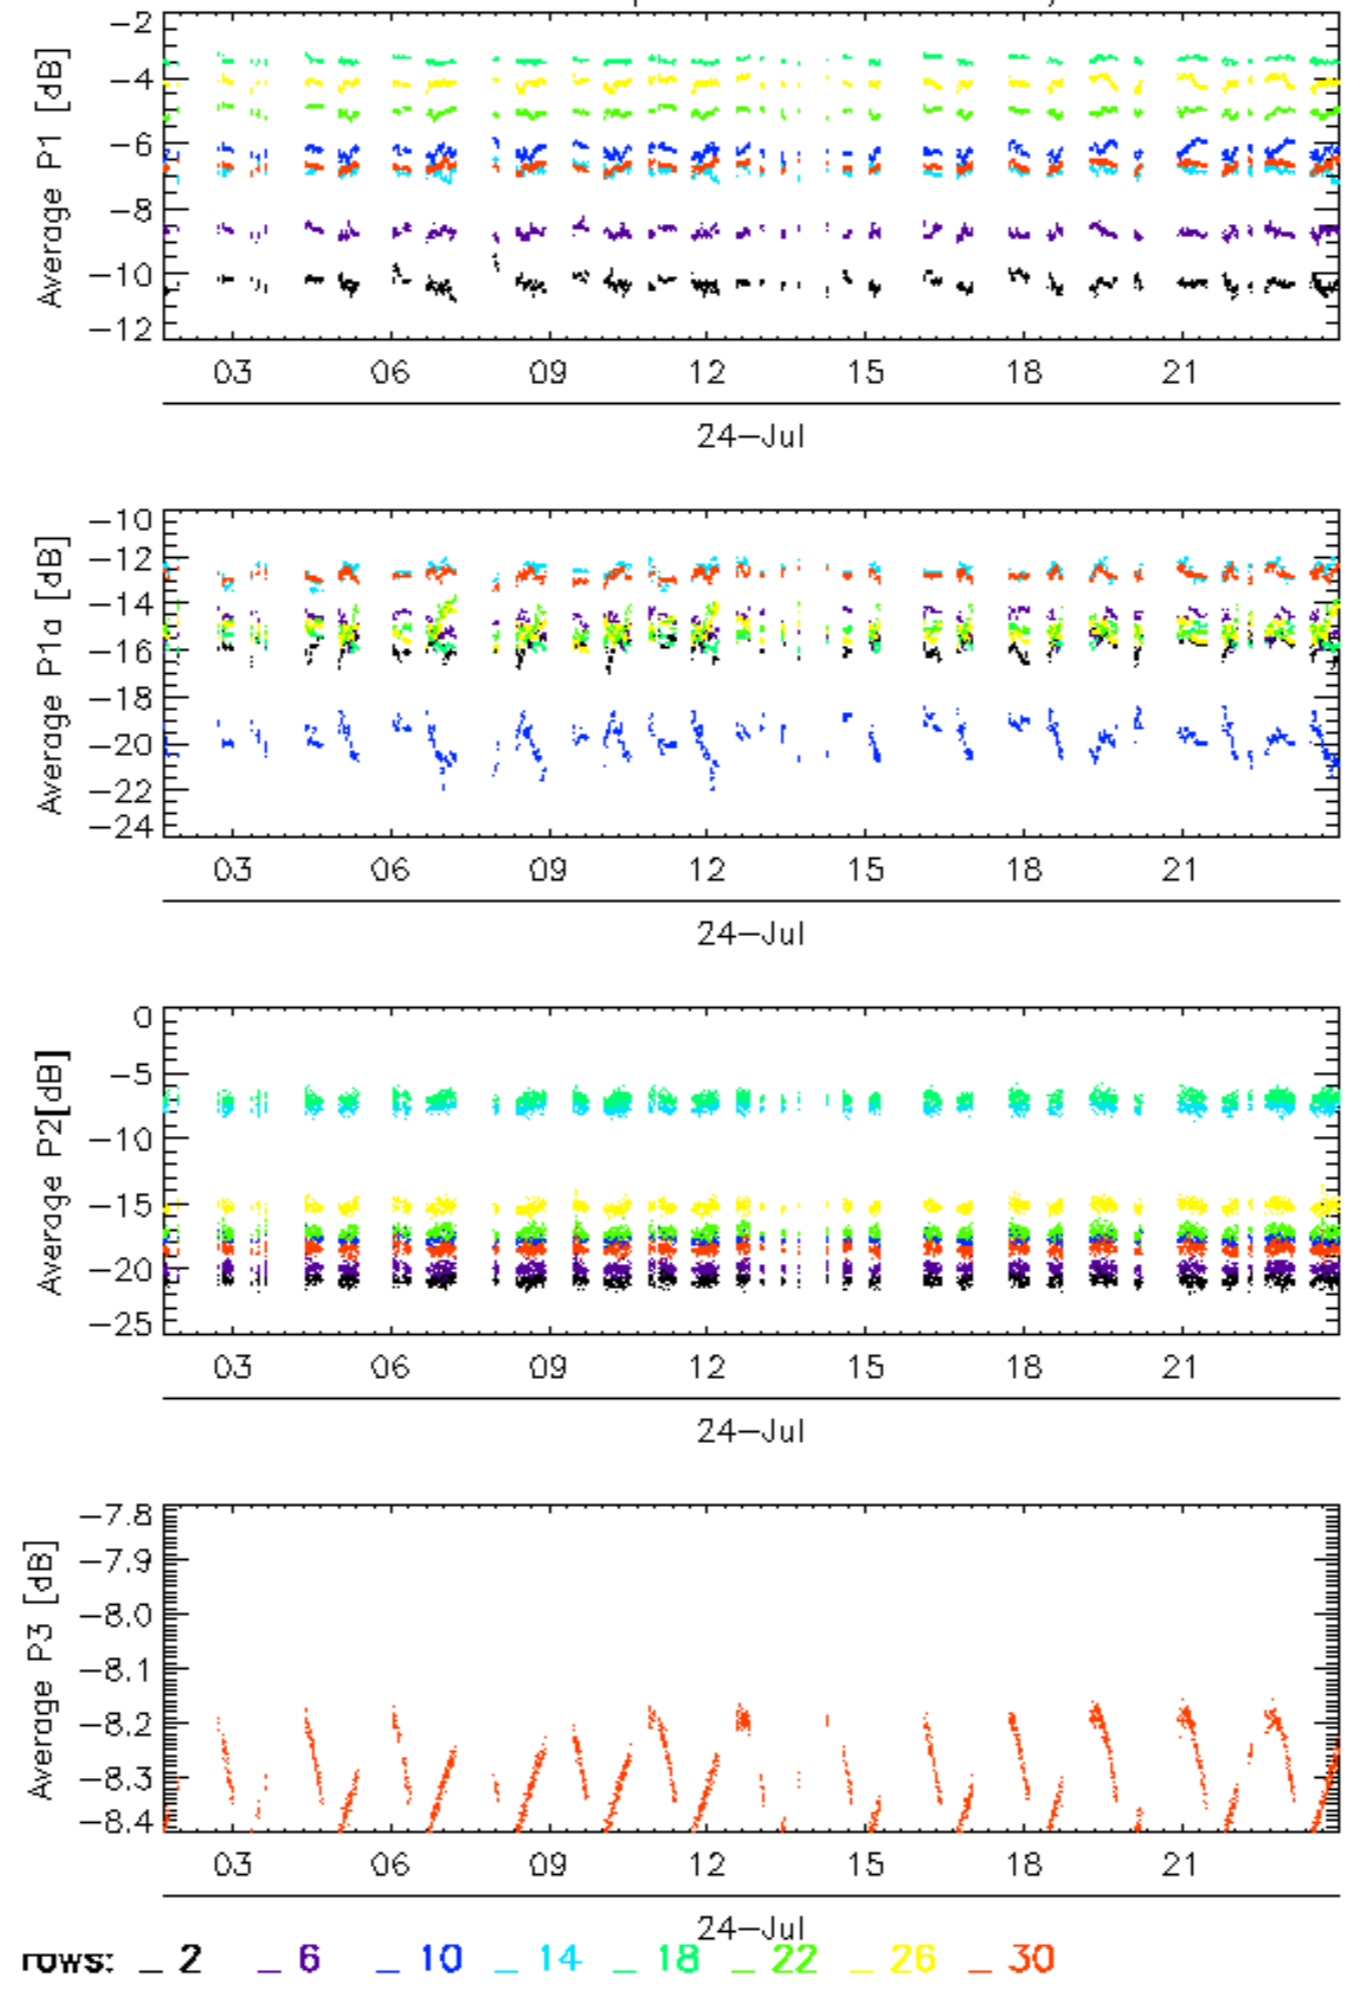 -2
-4
-6
-8
-10
-12
Average P1 [dB]
03 06 09 12 15 18 21
24-Jul
-10
-12
-14
-16
-18
-20
-22
-24
Average P1a [dB]
03 06 09 12 15 18 21
24-Jul
0
-5
-10
-15
-20
-25
Average P2[dB]
03 06 09 12 15 18 21
24-Jul
-7.8
-7.9
-8.0
-8.1
-8.2
-8.3
-8.4
Average P3 [dB]
03 06 09 12 15 18 21
24-Jul
rows: _ 2 _ 6 _ 10 _ 14 _ 18 _ 22 _ 26 _ 30